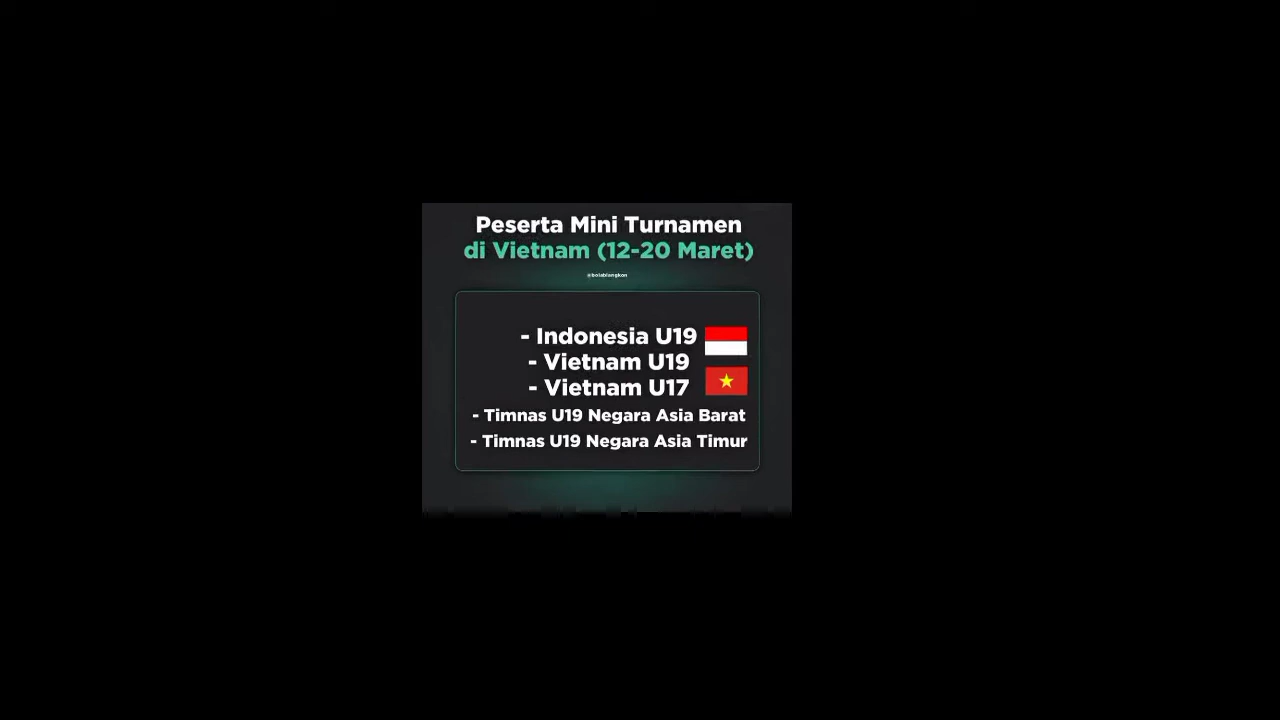 Peserta Mini Turnamen
di Vietnam (12-20 Maret)
@bolablangkon
- Indonesia U19
- Vietnam U19
- Vietnam U17
- Timnas U19 Negara Asia Barat
- Timnas U19 Negara Asia Timur